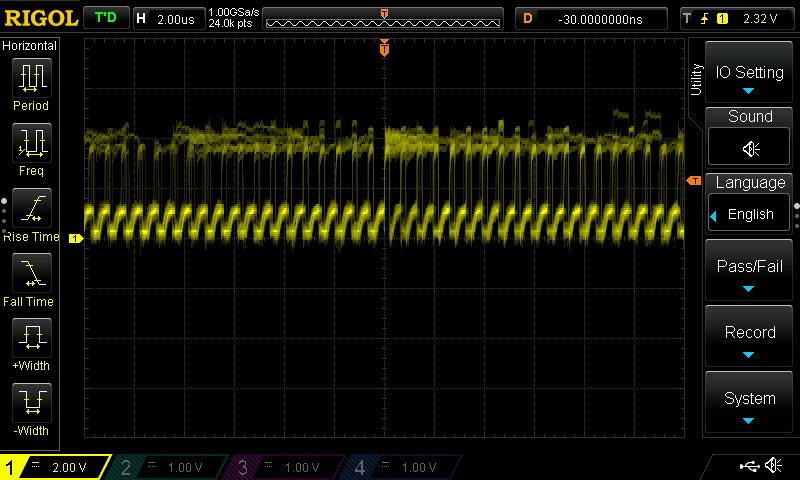 RIGOL T'D H 2.00us 1.00GSa/s 24.0k pts T D -30.0000000ns T 1 2.32 V
Horizontal
Period
Freq
Rise Time
Fall Time
+Width
-Width
T
T
1
Utility
IO Setting
Sound
Language
English
Pass/Fail
Record
System
1 2.00 V 2 1.00 V 3 1.00 V 4 1.00 V